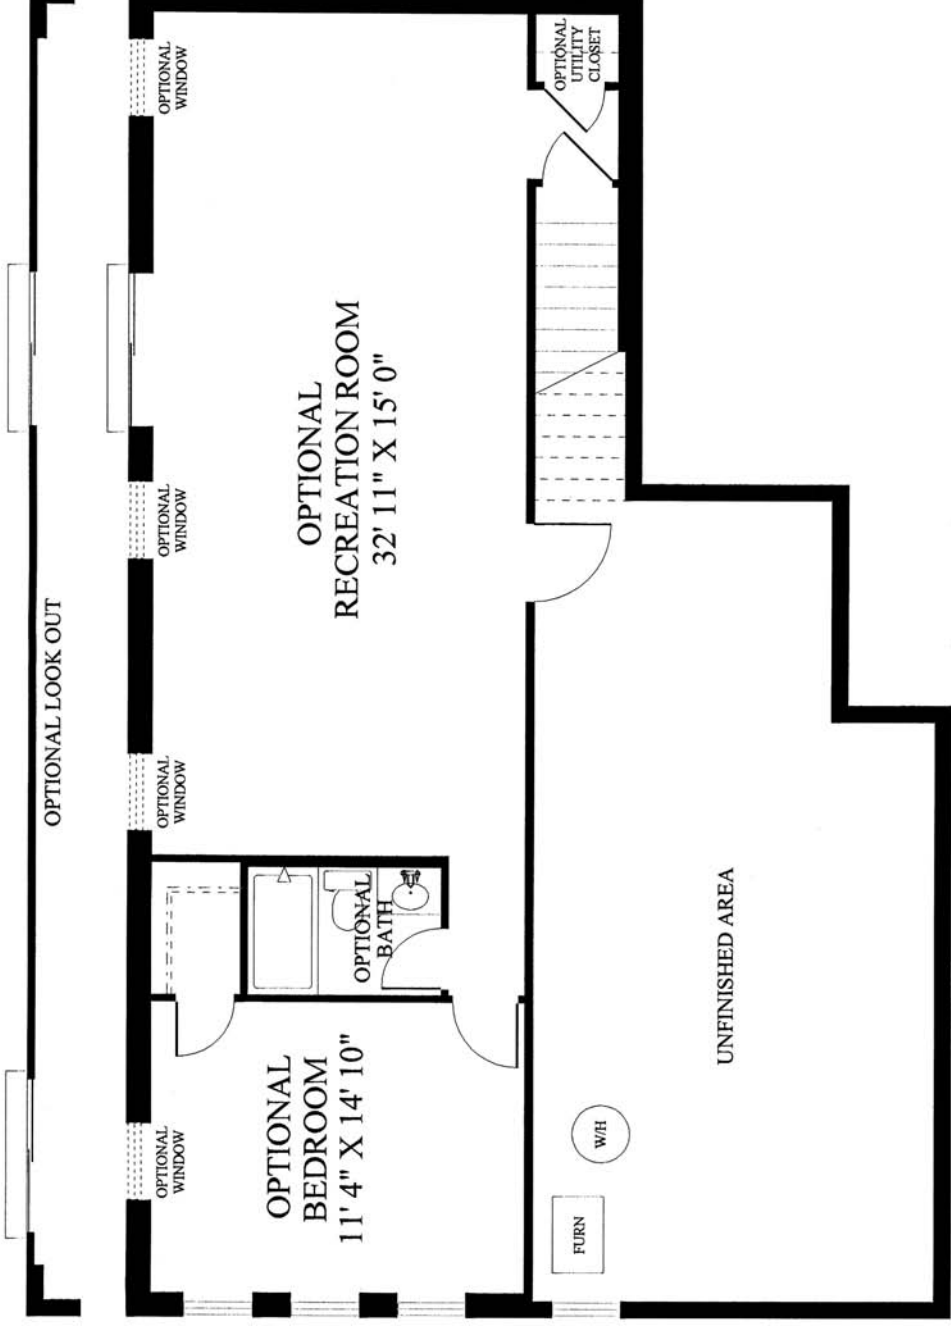 OPTIONAL LOOK OUT
OPTIONAL
WINDOW
OPTIONAL
WINDOW
OPTIONAL
WINDOW
OPTIONAL
WINDOW
OPTIONAL
BEDROOM
11' 4" X 14' 10"
OPTIONAL
BATH
OPTIONAL
RECREATION ROOM
32' 11" X 15' 0"
OPTIONAL
UTILITY
CLOSET
FURN
W/H
UNFINISHED AREA